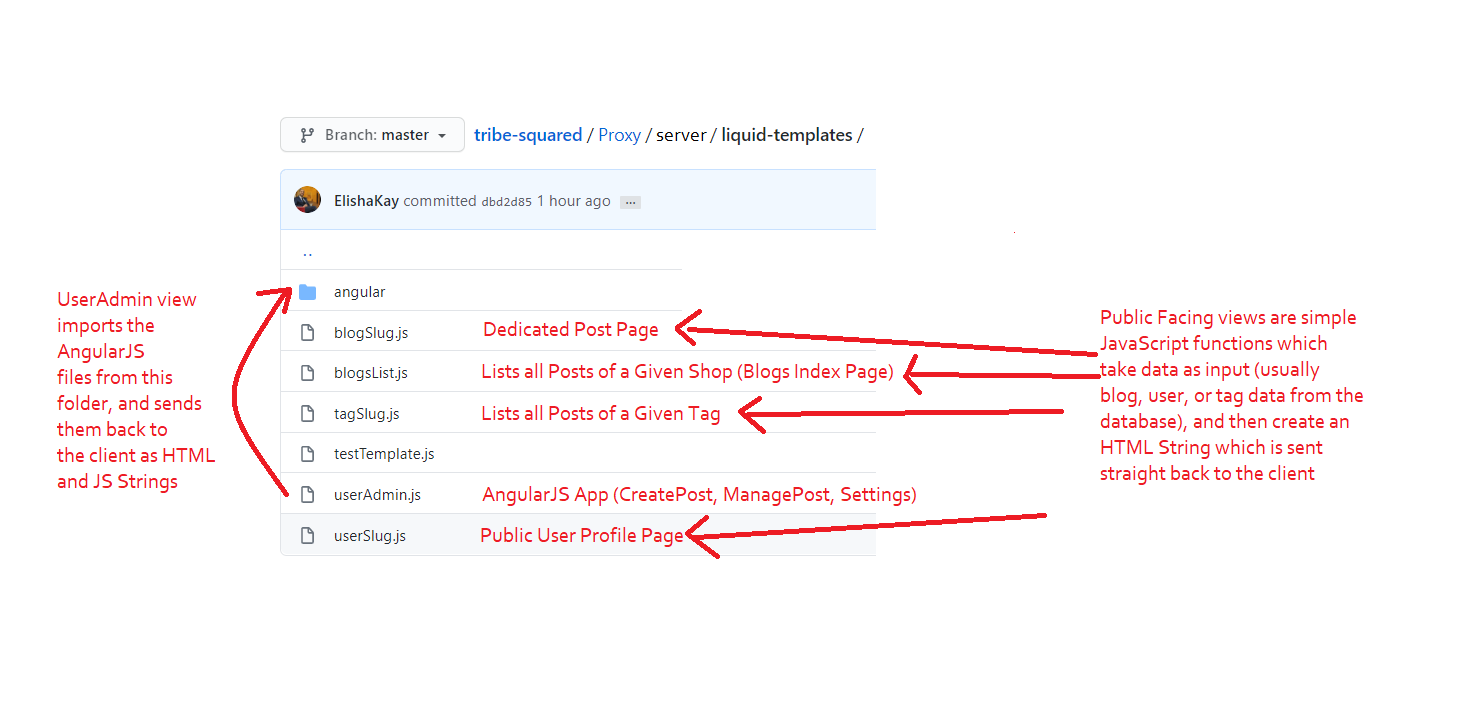 Branch: master tribe-squared / Proxy / server / liquid-templates /
ElishaKay committed dbd2d85 1 hour ago ...
..
angular
blogSlug.js Dedicated Post Page
blogsList.js Lists all Posts of a Given Shop (Blogs Index Page)
tagSlug.js Lists all Posts of a Given Tag
testTemplate.js
userAdmin.js AngularJS App (CreatePost, ManagePost, Settings)
userSlug.js Public User Profile Page
UserAdmin view
imports the
AngularJS
files from this
folder, and sends
them back to
the client as HTML
and JS Strings
Public Facing views are simple
JavaScript functions which
take data as input (usually
blog, user, or tag data from the
database), and then create an
HTML String which is sent
straight back to the client